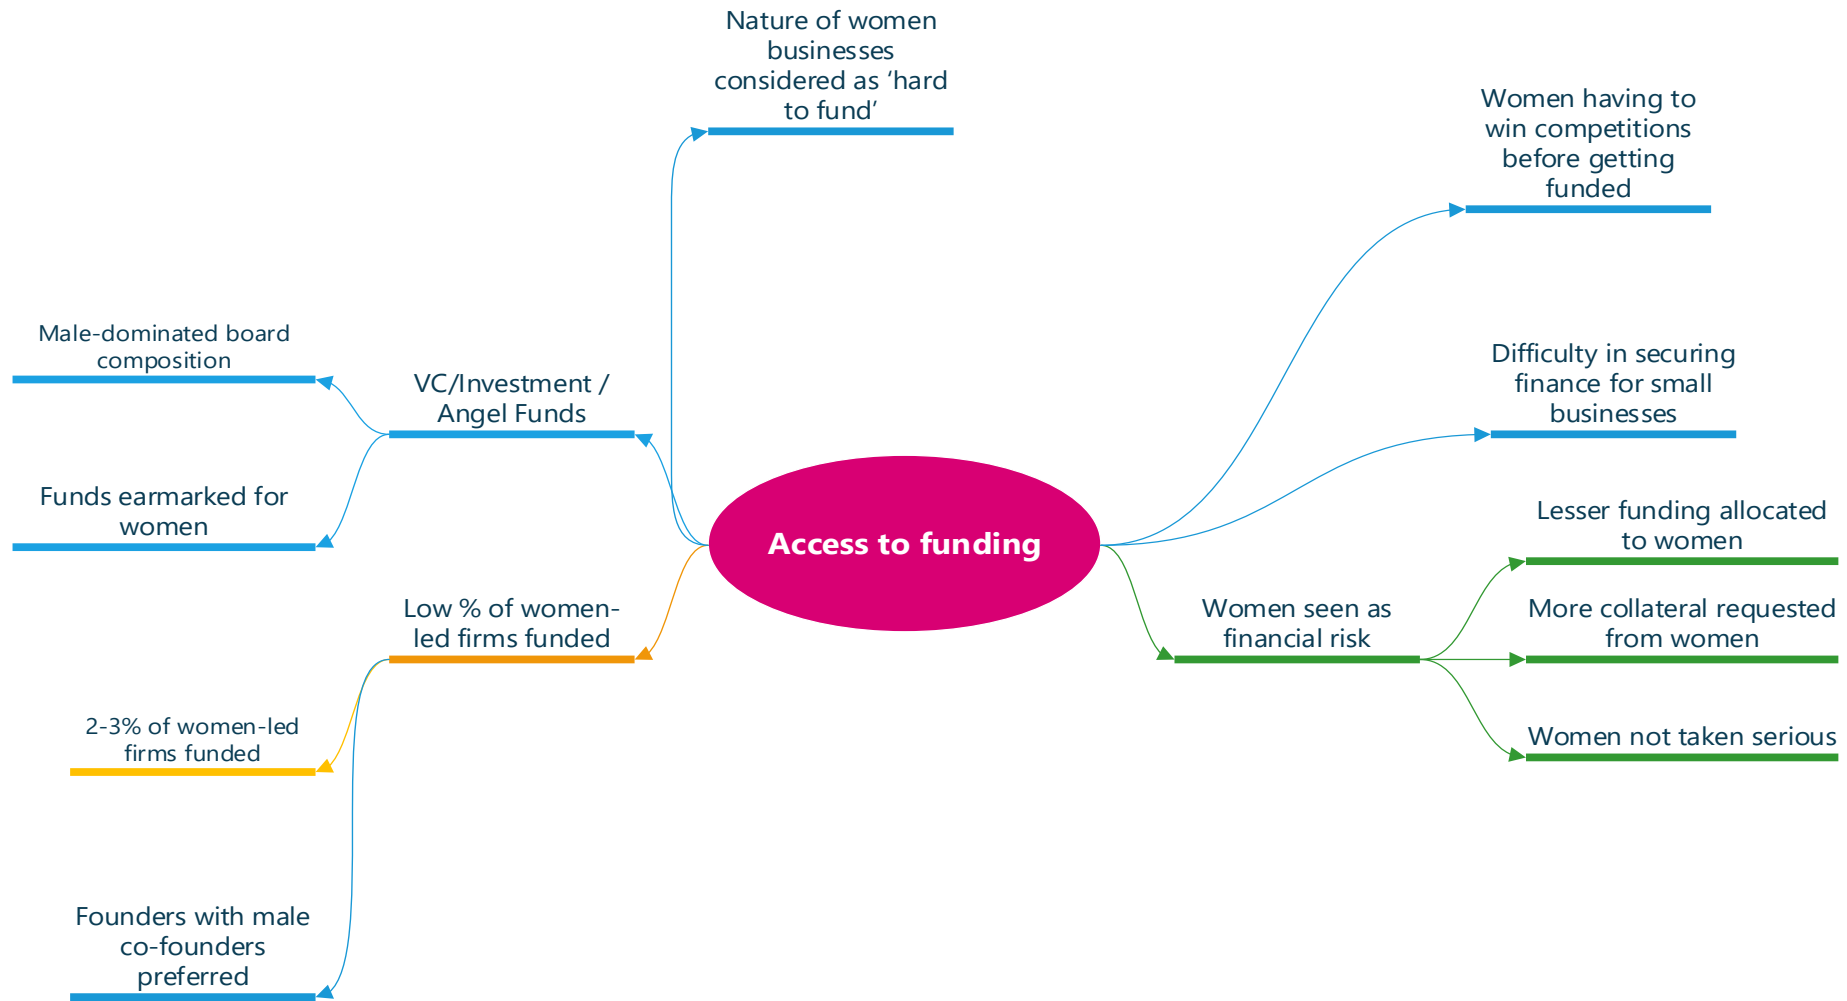 Nature of women
businesses
considered as ‘hard
to fund’
Women having to
win competitions
before getting
funded
Male-dominated board
composition
VC/Investment /
Angel Funds
Difficulty in securing
finance for small
businesses
Funds earmarked for
women
Access to funding
Lesser funding allocated
to women
Low % of women-
led firms funded
Women seen as
financial risk
More collateral requested
from women
2-3% of women-led
firms funded
Women not taken serious
Founders with male
co-founders
preferred